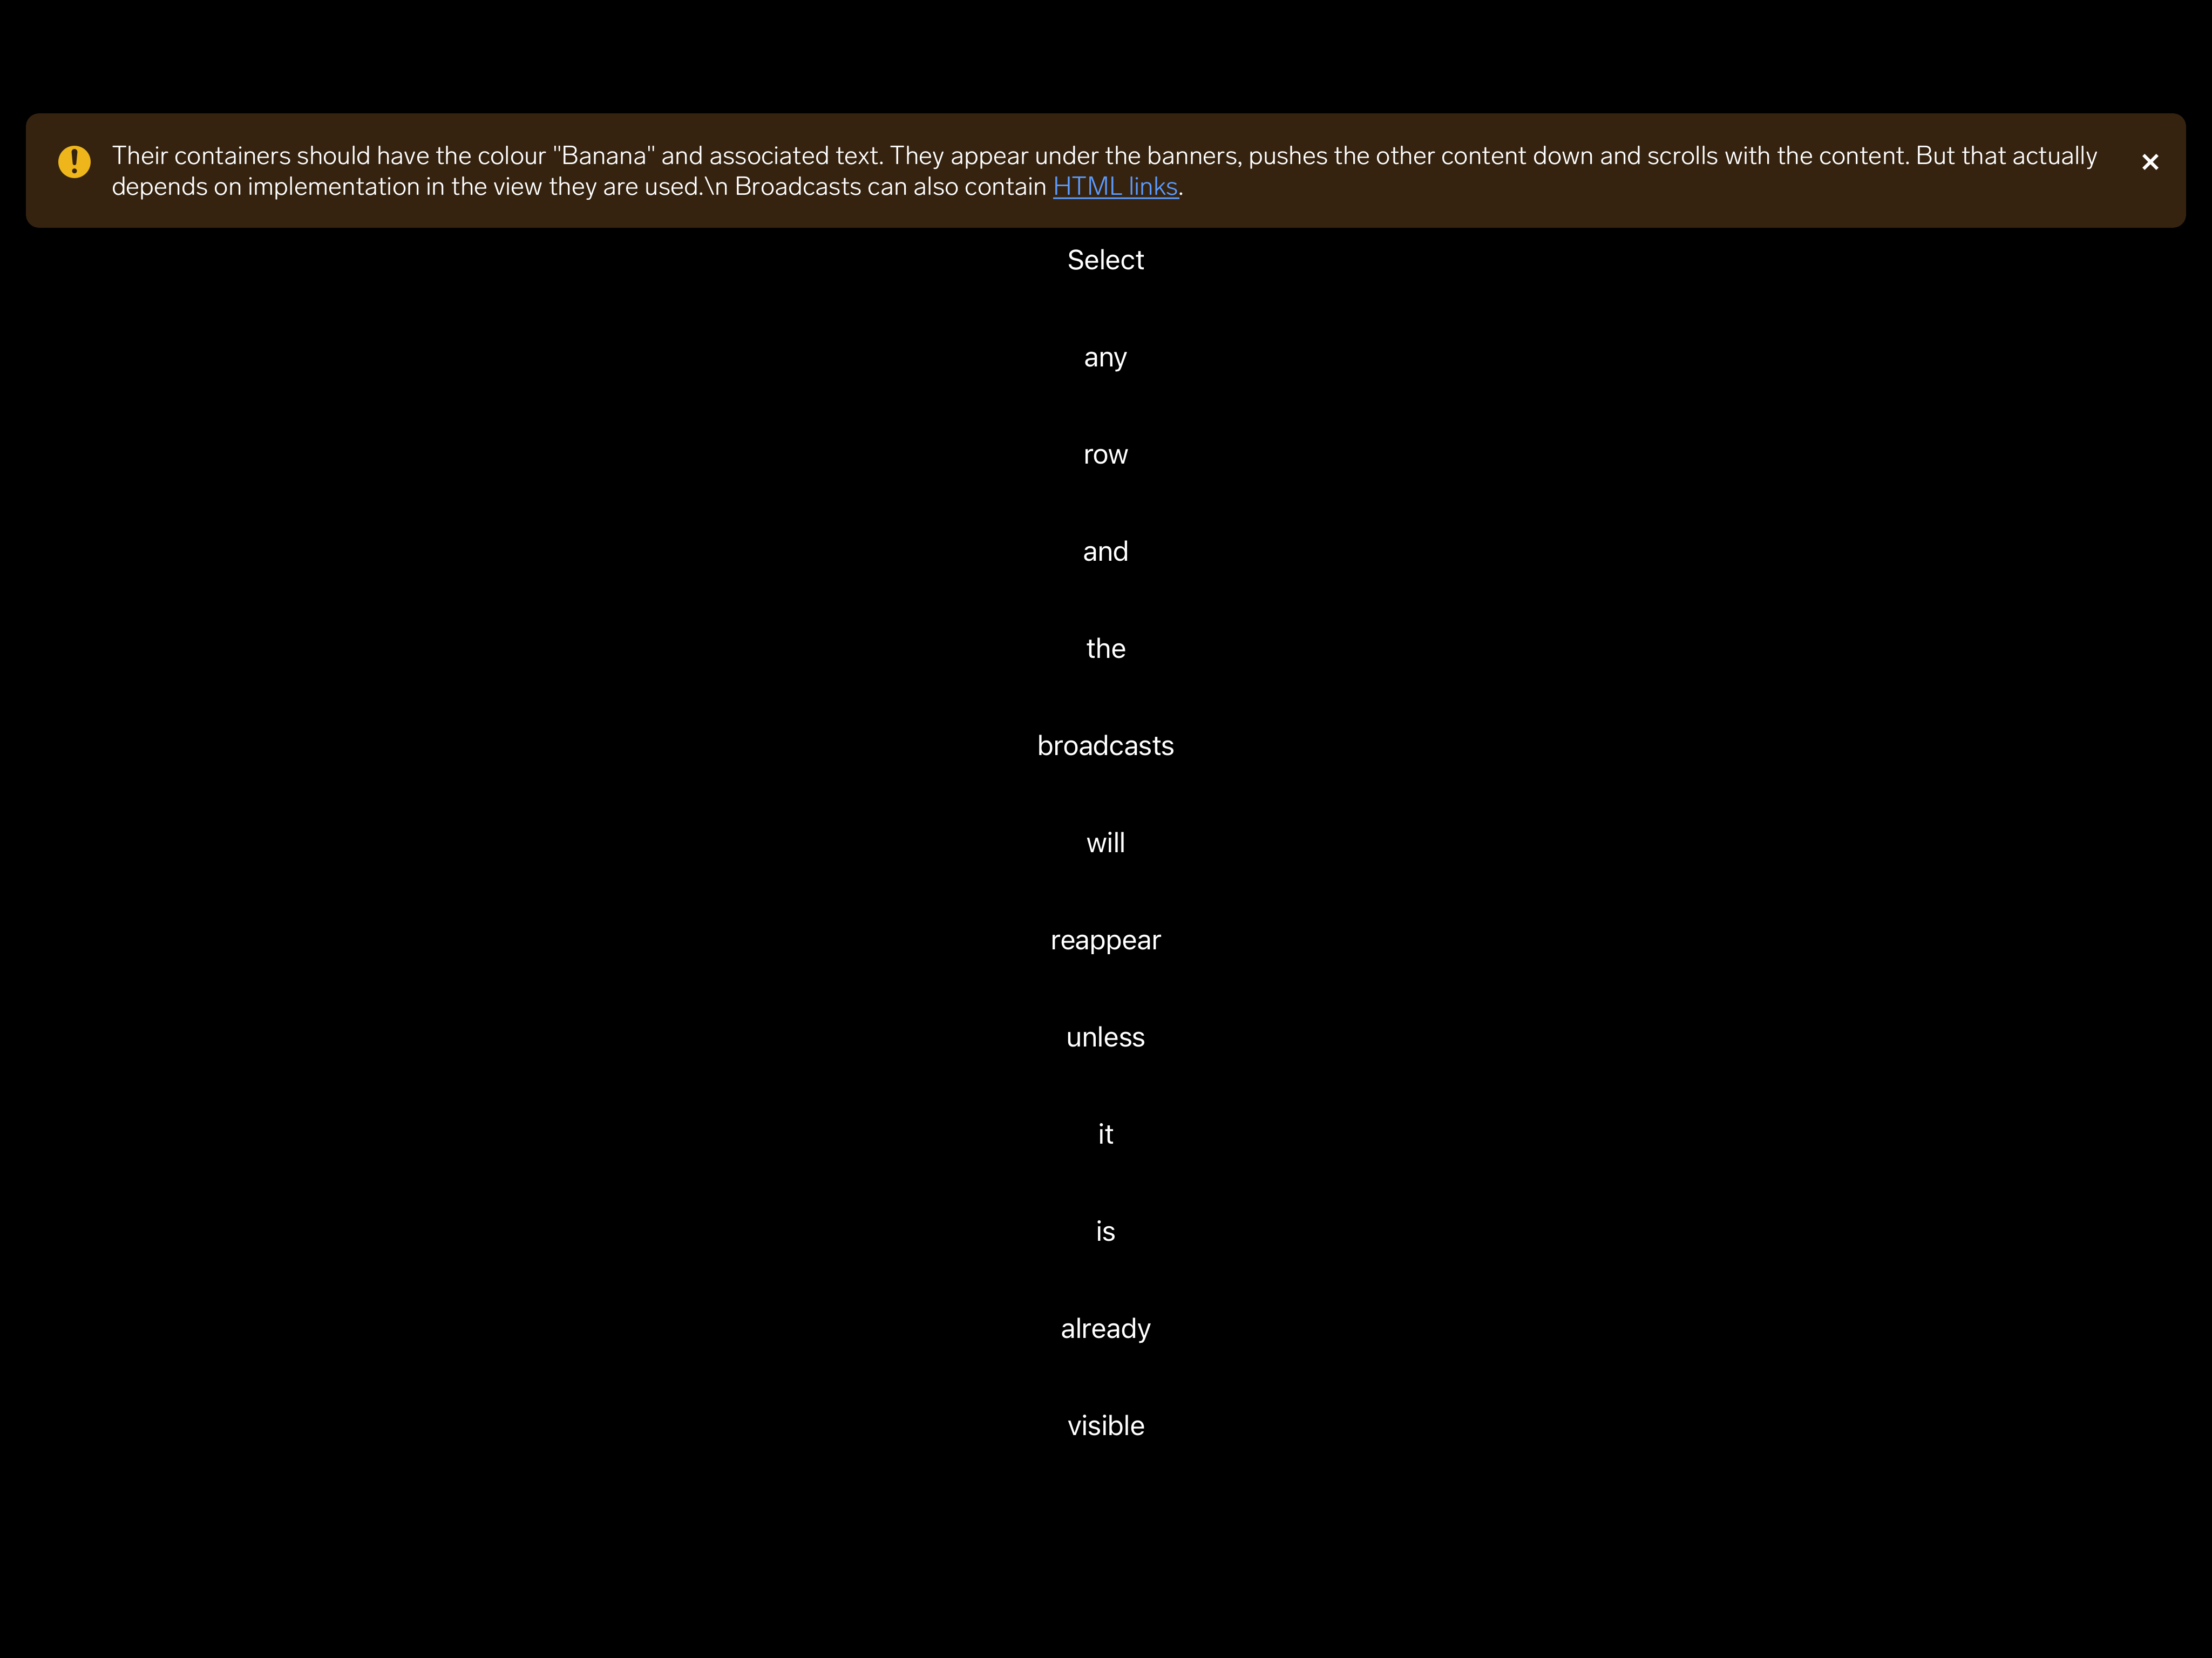 Their containers should have the colour "Banana" and associated text. They appear under the banners, pushes the other content down and scrolls with the content. But that actually
depends on implementation in the view they are used.\n Broadcasts can also contain HTML links.
Select
any
row
and
the
broadcasts
will
reappear
unless
it
is
already
visible